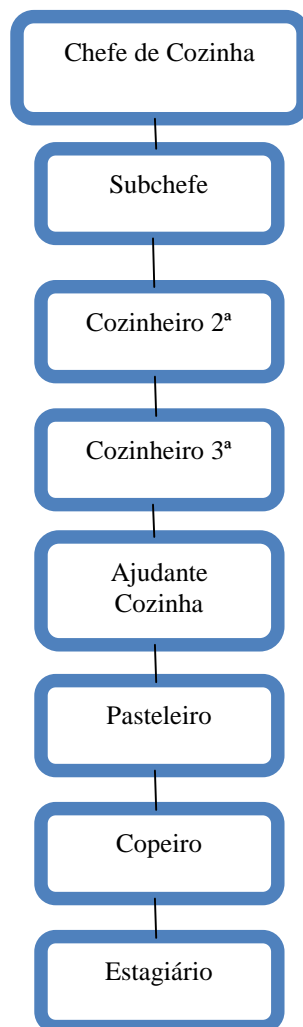 Chefe de Cozinha
Subchefe
Cozinheiro 2ª
Cozinheiro 3ª
Ajudante
Cozinha
Pasteleiro
Copeiro
Estagiário